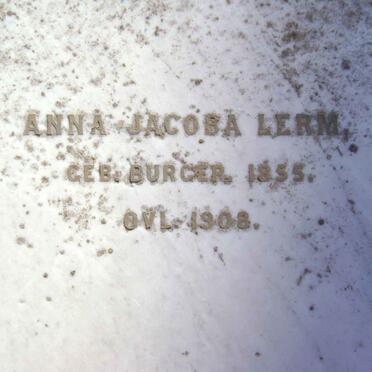 ANNA JACOBA LERM,
GEB. BURGER. 1855.
OVL. 1908.